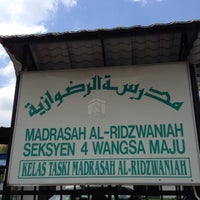 مدرسة الرضوانية
MADRASAH AL-RIDZWANIAH
SEKSYEN 4 WANGSA MAJU
KELAS TASKI MADRASAH AL-RIDZWANIAH